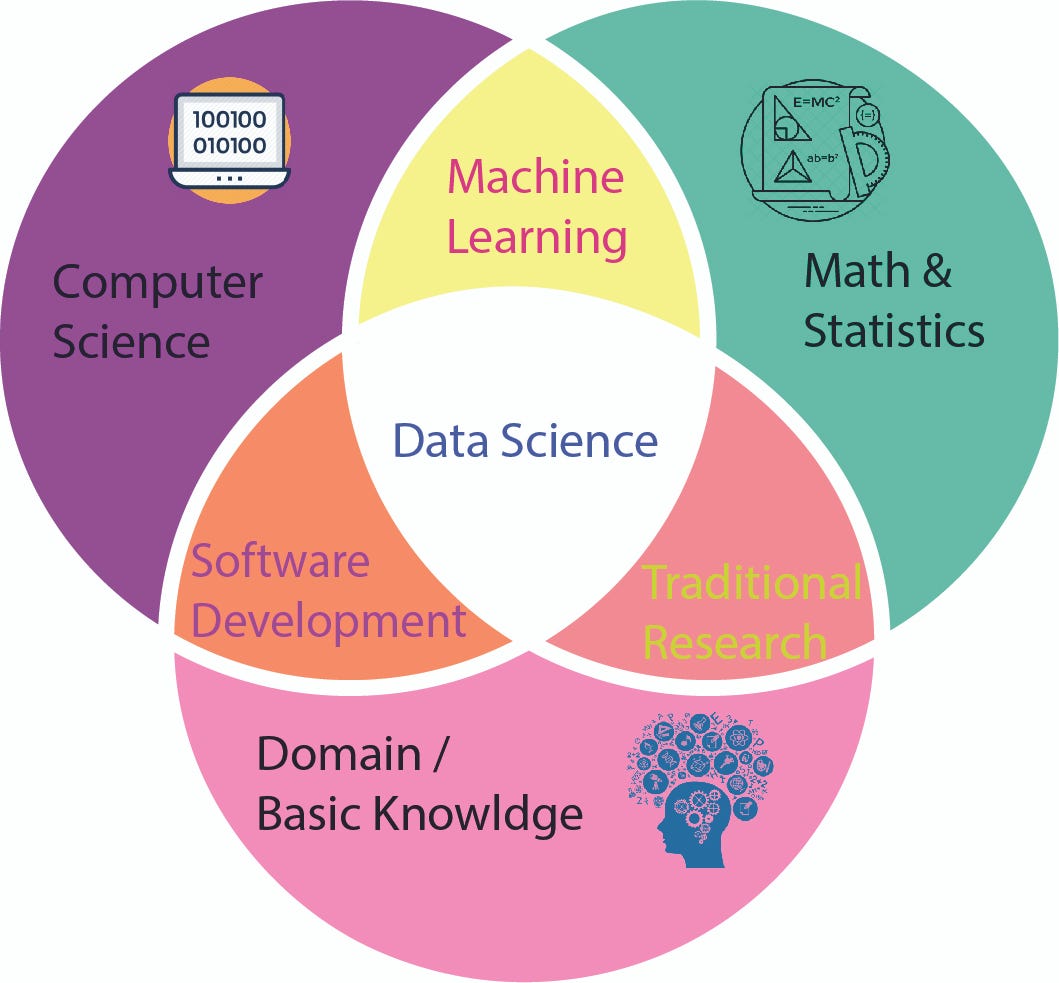 100100
010100
E=MC²
{=}
ab=b²
Machine
Learning
Computer
Science
Math &
Statistics
Data Science
Software
Development
Traditional
Research
Domain /
Basic Knowldge